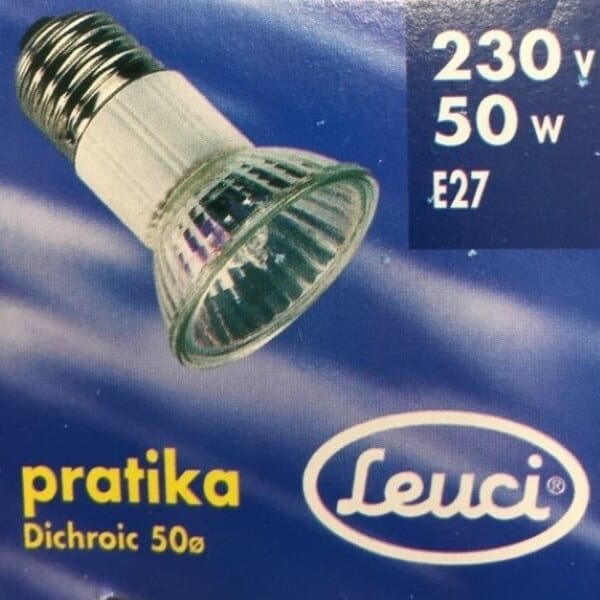 230 V
50 W
E27
pratika
Dichroic 50ø
Leuci®